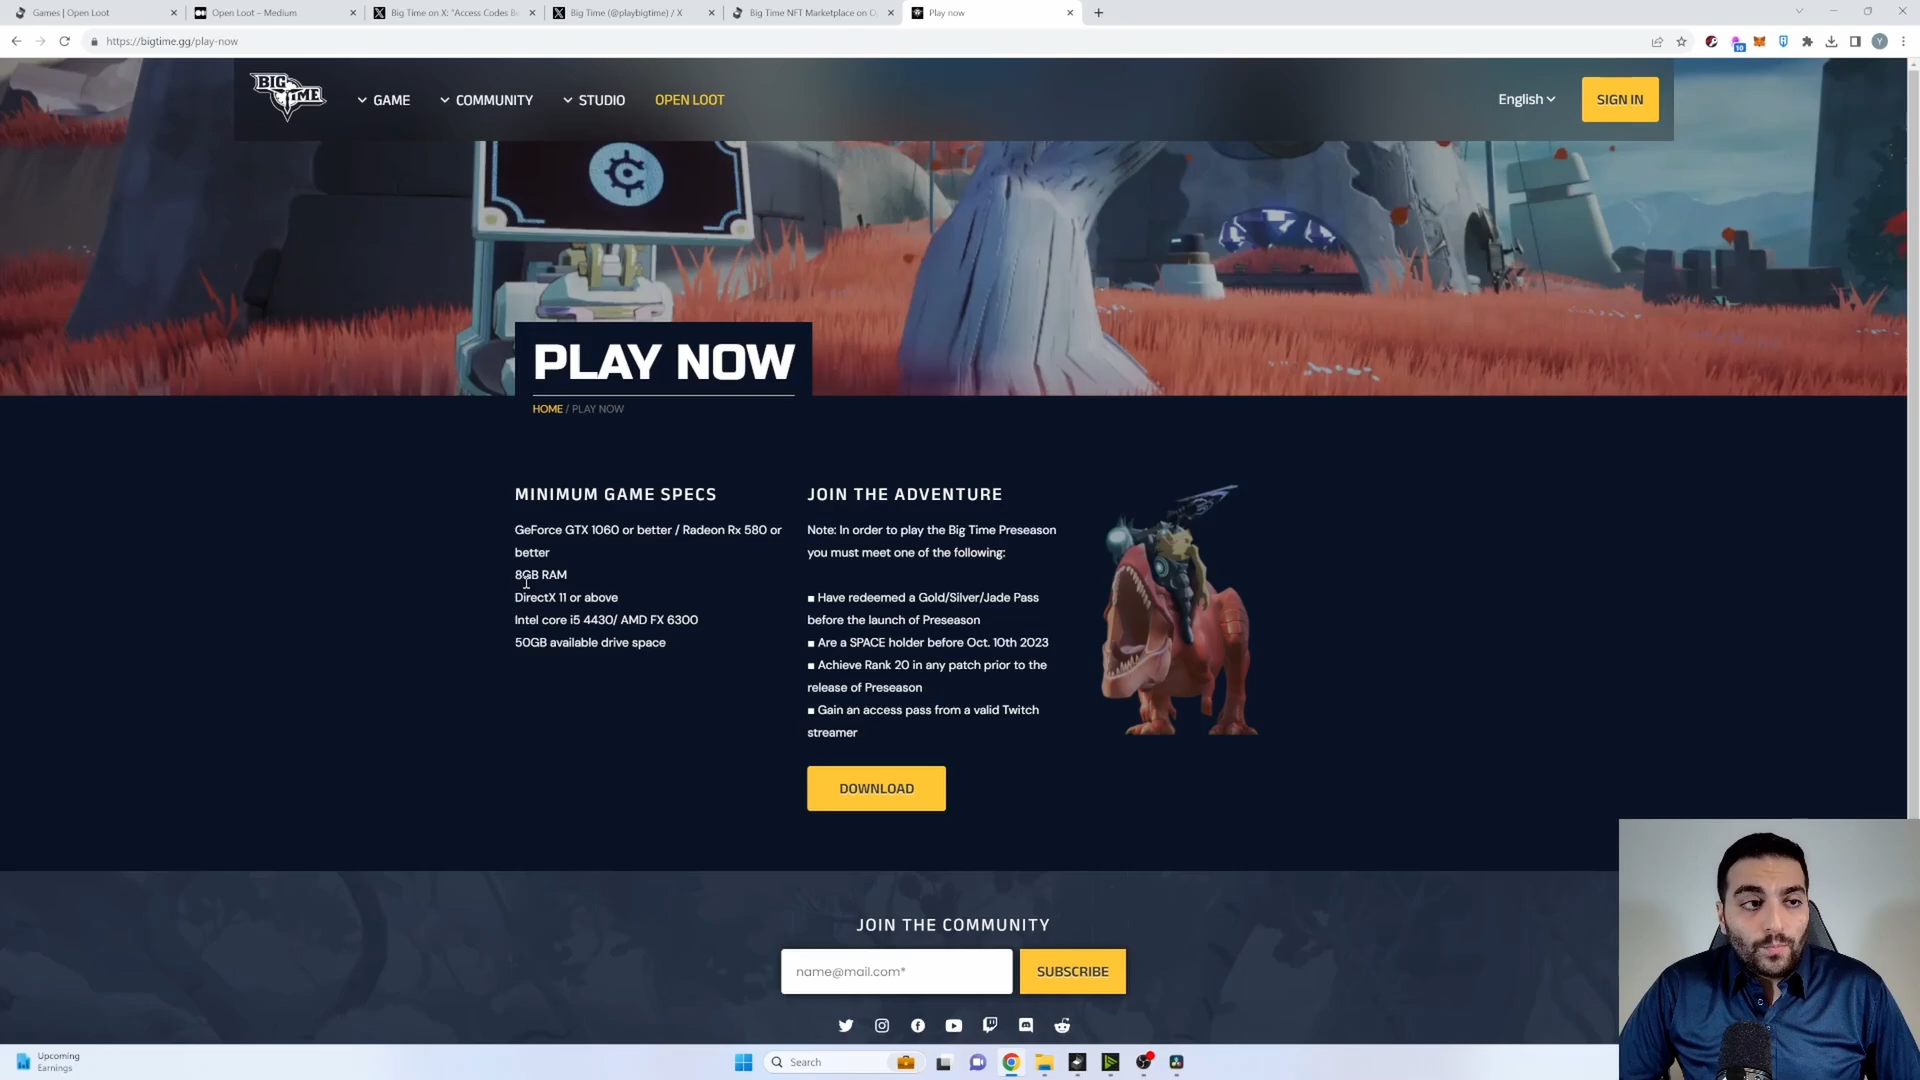 Games | Open Loot
Open Loot – Medium
Big Time on X: "Access Codes Be
Big Time (@playbigtime) / X
Big Time NFT Marketplace on O
Play now
https://bigtime.gg/play-now
10
Y
BIG TIME
GAME
COMMUNITY
STUDIO
OPEN LOOT
English
SIGN IN
PLAY NOW
HOME / PLAY NOW
MINIMUM GAME SPECS
GeForce GTX 1060 or better / Radeon Rx 580 or
better
8GB RAM
DirectX 11 or above
Intel core i5 4430/ AMD FX 6300
50GB available drive space
JOIN THE ADVENTURE
Note: In order to play the Big Time Preseason
you must meet one of the following:
■ Have redeemed a Gold/Silver/Jade Pass
before the launch of Preseason
■ Are a SPACE holder before Oct. 10th 2023
■ Achieve Rank 20 in any patch prior to the
release of Preseason
■ Gain an access pass from a valid Twitch
streamer
DOWNLOAD
JOIN THE COMMUNITY
name@mail.com*
SUBSCRIBE
Upcoming
Earnings
Search